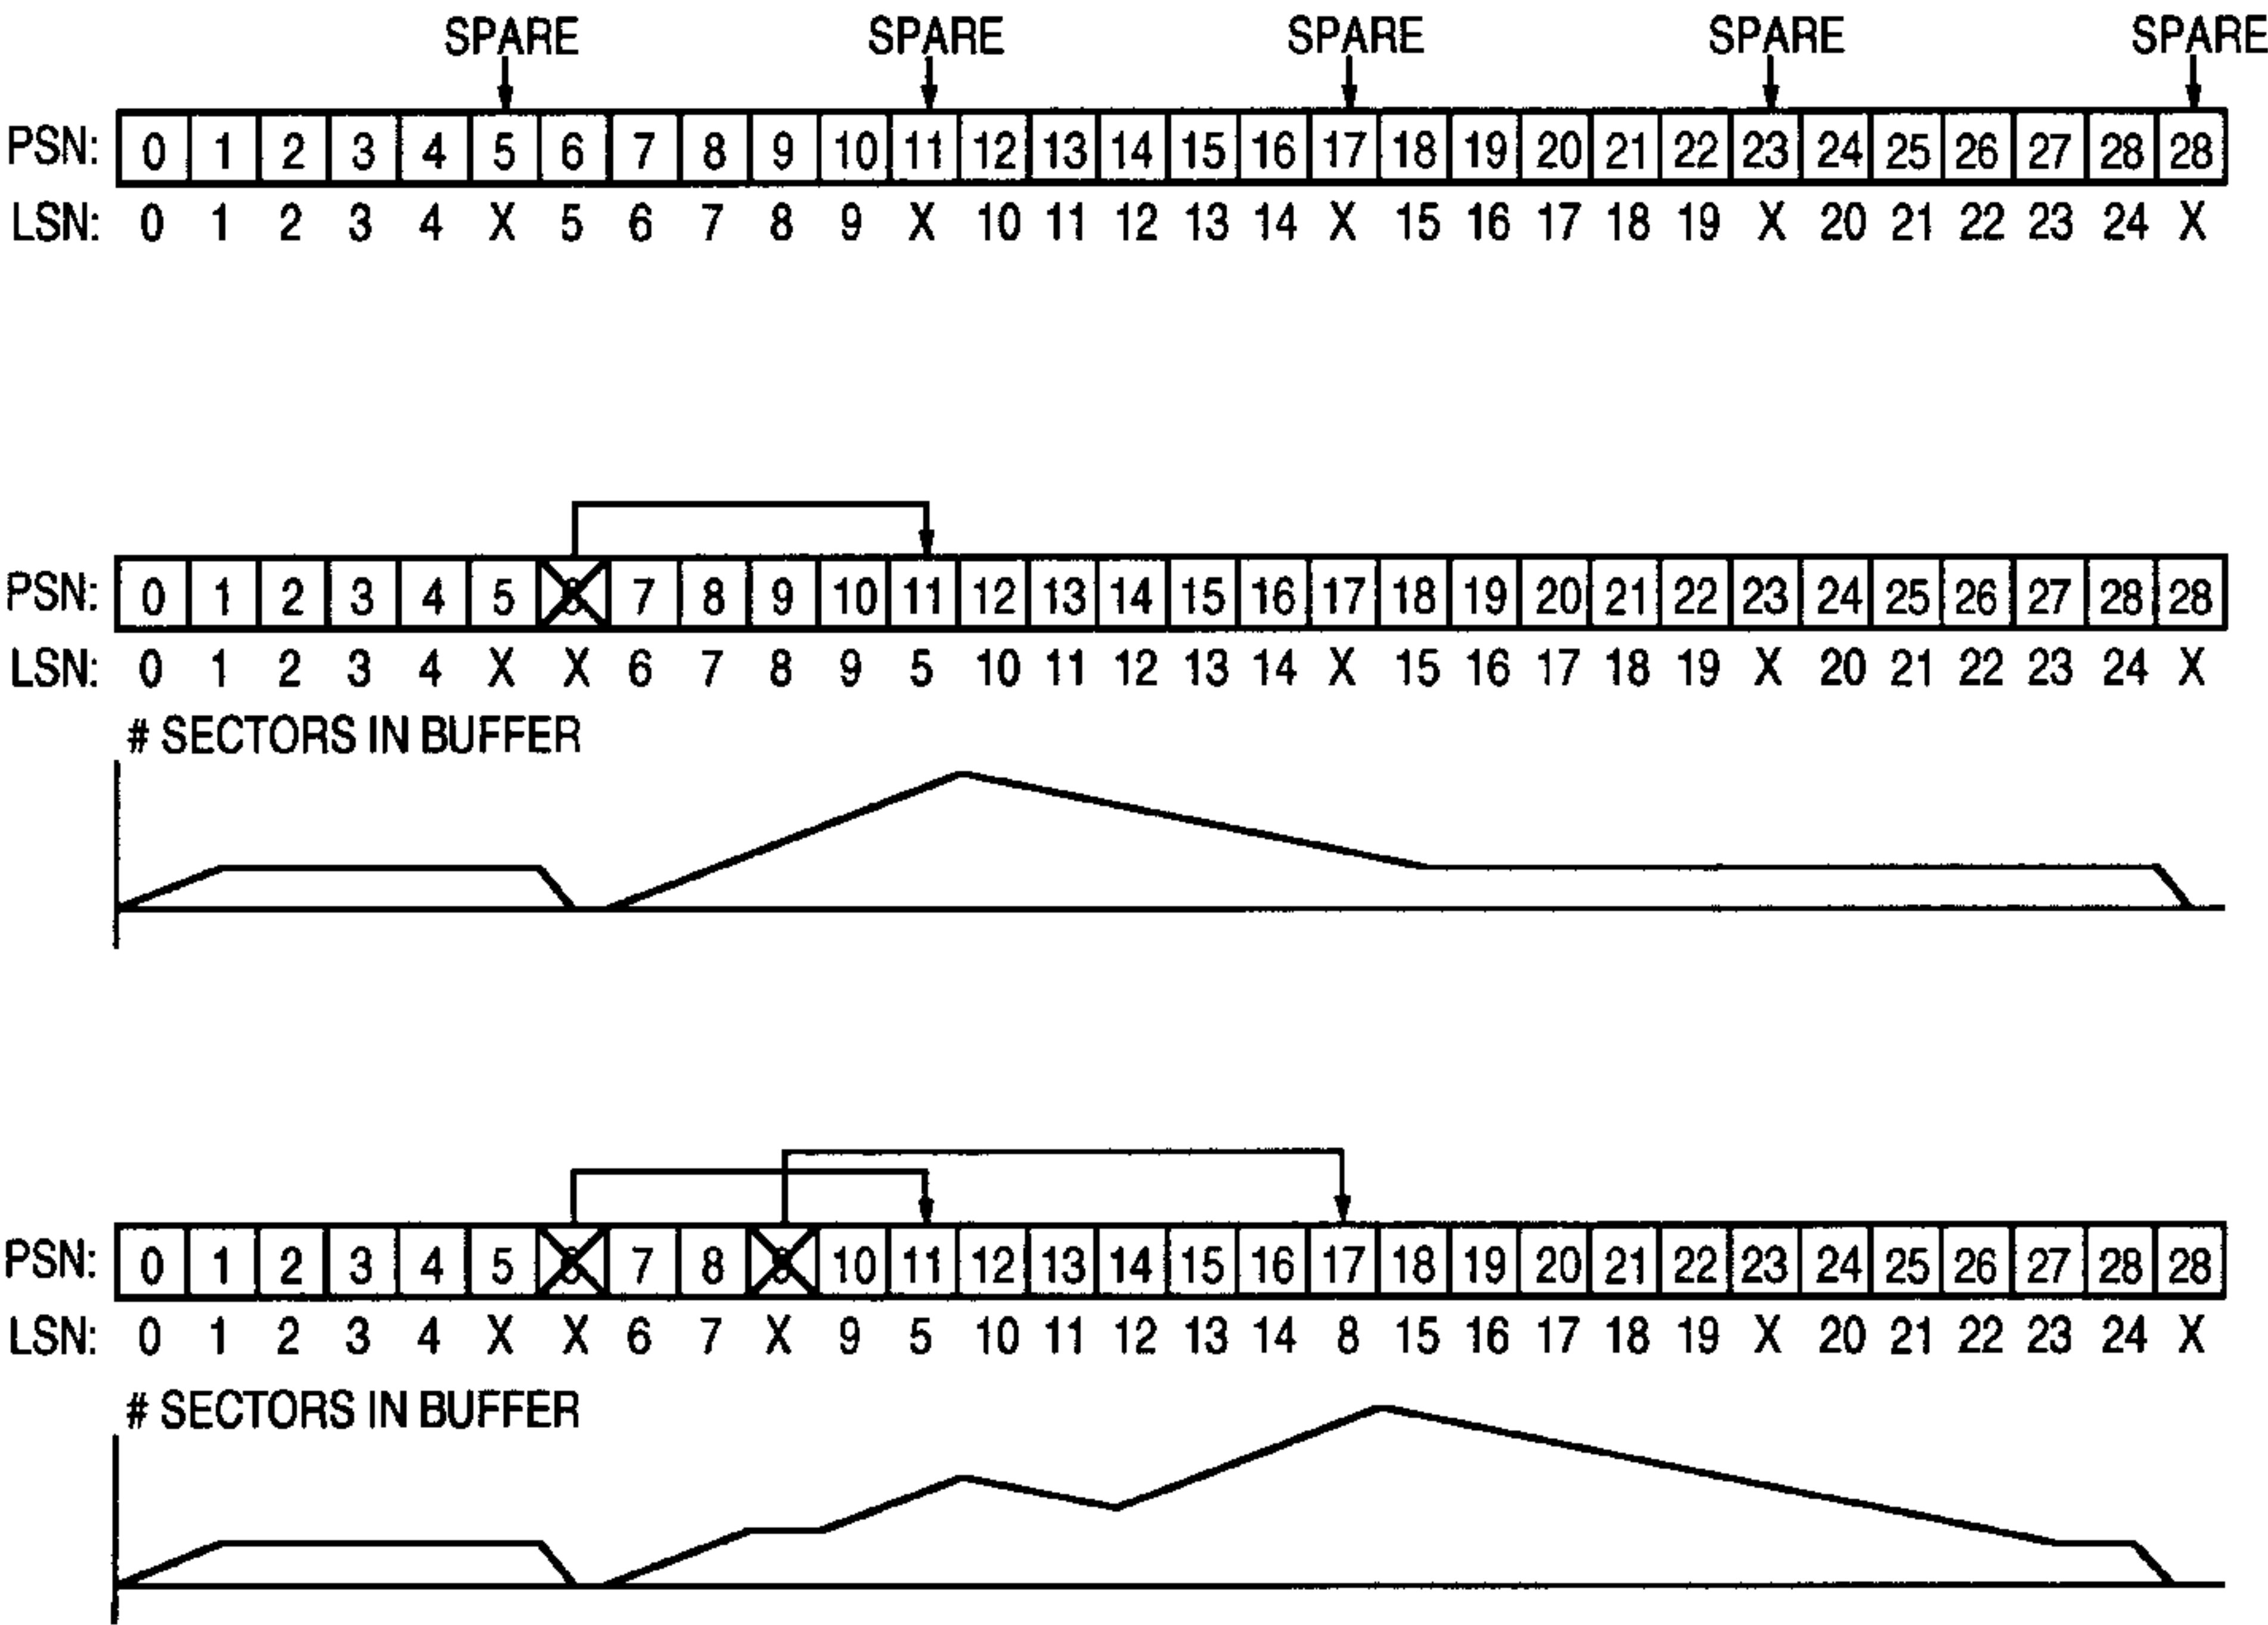 SPARE SPARE SPARE SPARE SPARE
PSN: 0 1 2 3 4 5 6 7 8 9 10 11 12 13 14 15 16 17 18 19 20 21 22 23 24 25 26 27 28 28
LSN: 0 1 2 3 4 X 5 6 7 8 9 X 10 11 12 13 14 X 15 16 17 18 19 X 20 21 22 23 24 X
PSN: 0 1 2 3 4 5 7 8 9 10 11 12 13 14 15 16 17 18 19 20 21 22 23 24 25 26 27 28 28
LSN: 0 1 2 3 4 X X 6 7 8 9 5 10 11 12 13 14 X 15 16 17 18 19 X 20 21 22 23 24 X
# SECTORS IN BUFFER
PSN: 0 1 2 3 4 5 7 8 10 11 12 13 14 15 16 17 18 19 20 21 22 23 24 25 26 27 28 28
LSN: 0 1 2 3 4 X X 6 7 X 9 5 10 11 12 13 14 8 15 16 17 18 19 X 20 21 22 23 24 X
# SECTORS IN BUFFER